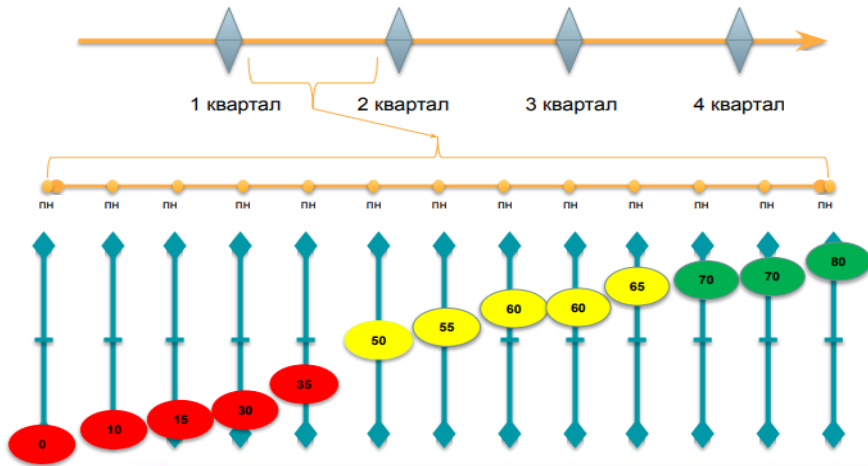 1 квартал 2 квартал 3 квартал 4 квартал
пн пн пн пн пн пн пн пн пн пн пн пн пн
0 10 15 30 35 50 55 60 60 65 70 70 80